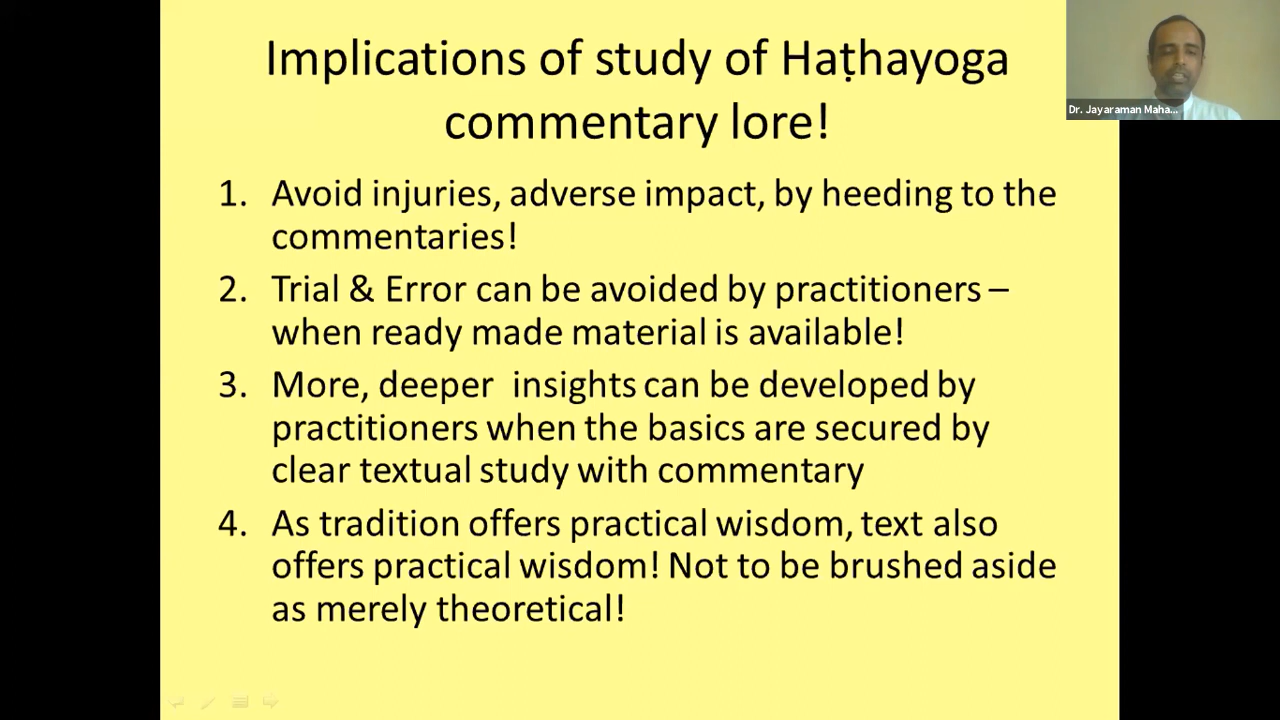 Implications of study of Haṭhayoga
commentary lore!
Dr. Jayaraman Maha...
1. Avoid injuries, adverse impact, by heeding to the
commentaries!
2. Trial & Error can be avoided by practitioners –
when ready made material is available!
3. More, deeper  insights can be developed by
practitioners when the basics are secured by
clear textual study with commentary
4. As tradition offers practical wisdom, text also
offers practical wisdom! Not to be brushed aside
as merely theoretical!